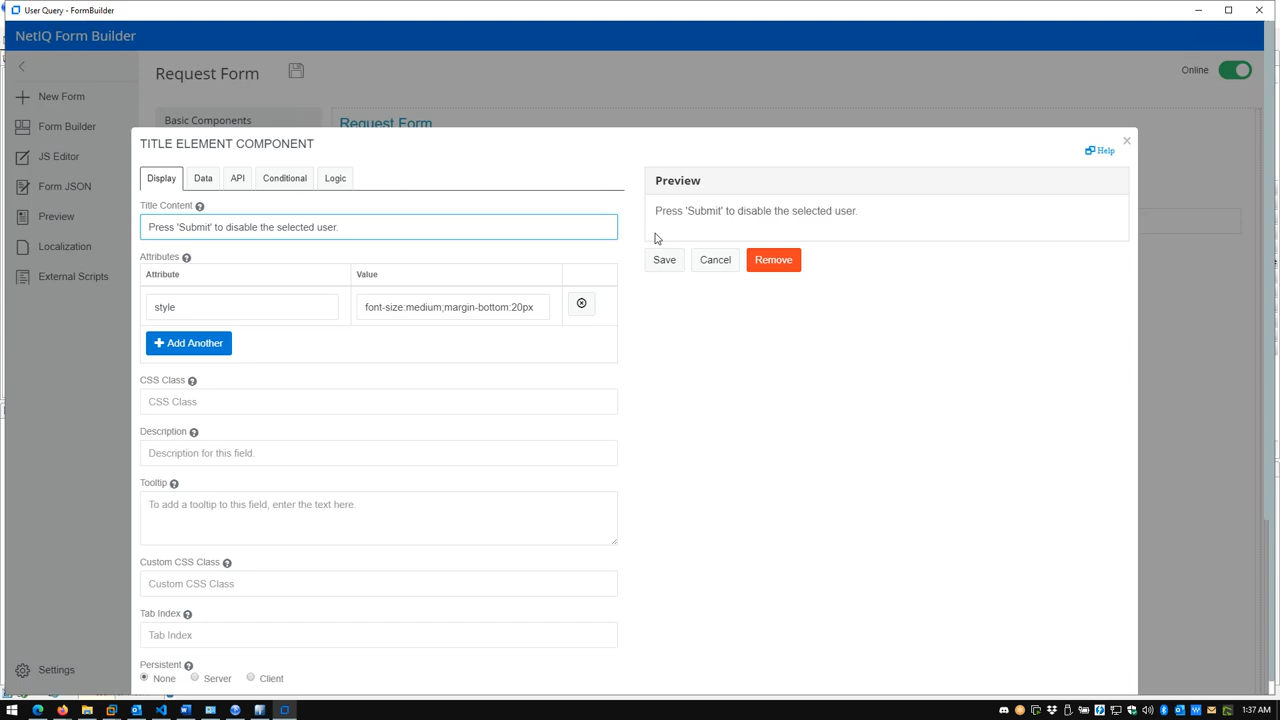 User Query - FormBuilder
NetIQ Form Builder
Request Form
Online
New Form
Form Builder
JS Editor
Form JSON
Preview
Localization
External Scripts
Settings
Basic Components
Request Form
TITLE ELEMENT COMPONENT
Help
Display
Data
API
Conditional
Logic
Title Content
Press 'Submit' to disable the selected user.
Attributes
Attribute
Value
style
font-size:medium;margin-bottom:20px
Add Another
CSS Class
CSS Class
Description
Description for this field.
Tooltip
To add a tooltip to this field, enter the text here.
Custom CSS Class
Custom CSS Class
Tab Index
Tab Index
Persistent
None
Server
Client
Preview
Press 'Submit' to disable the selected user.
Save
Cancel
Remove
1:37 AM